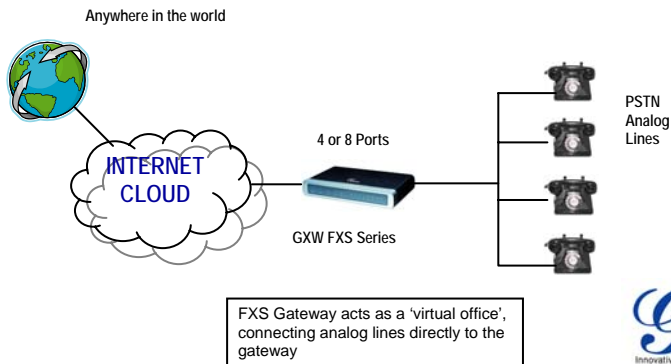 Anywhere in the world
INTERNET
CLOUD
4 or 8 Ports
GXW FXS Series
PSTN
Analog
Lines
FXS Gateway acts as a 'virtual office',
connecting analog lines directly to the
gateway
Innovative